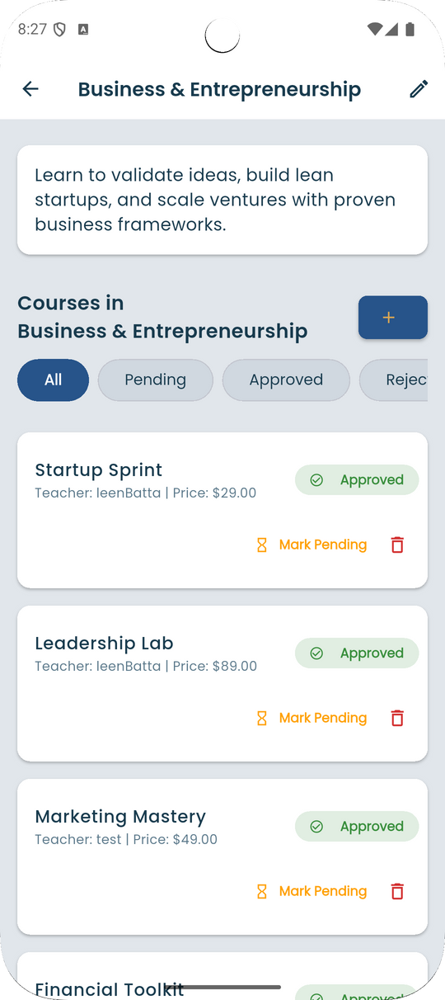 8:27
A
Business & Entrepreneurship
Learn to validate ideas, build lean
startups, and scale ventures with proven
business frameworks.
Courses in
Business & Entrepreneurship
+
All
Pending
Approved
Rejec
Startup Sprint
Approved
Teacher: leenBatta | Price: $29.00
Mark Pending
Leadership Lab
Approved
Teacher: leenBatta | Price: $89.00
Mark Pending
Marketing Mastery
Approved
Teacher: test | Price: $49.00
Mark Pending
Financial Toolkit
Approved